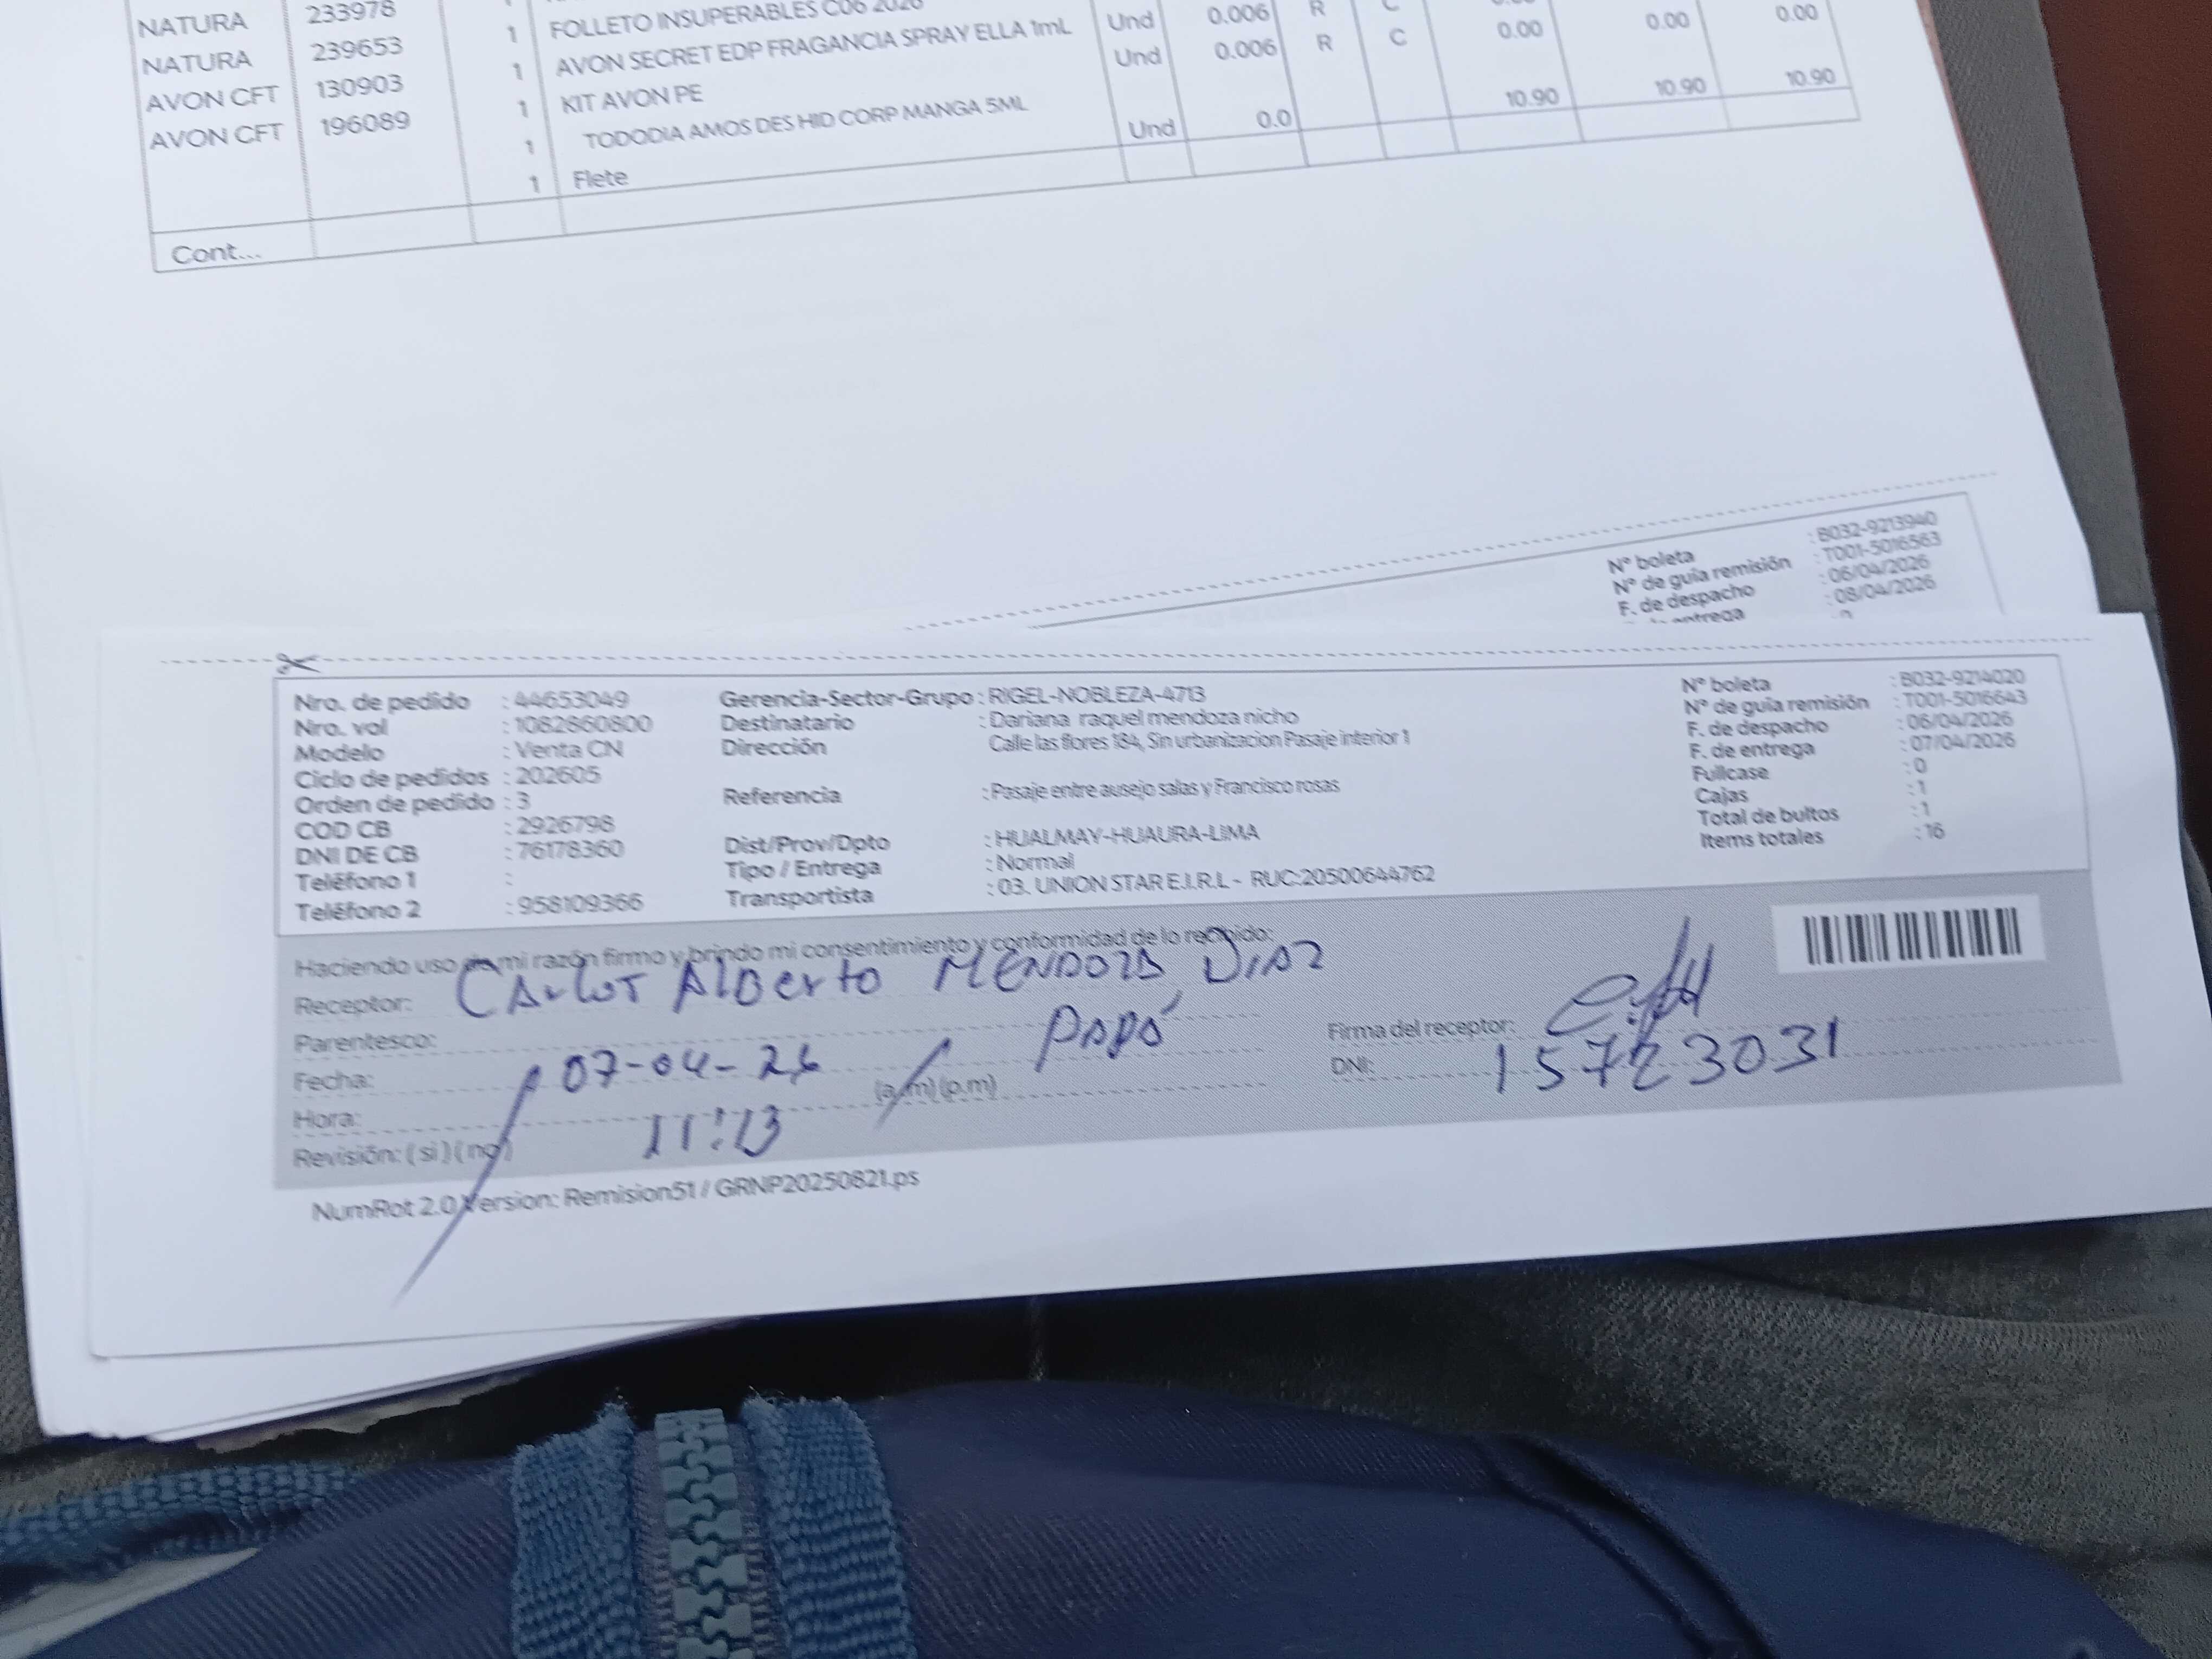 NATURA 233978 1
NATURA 239653 1 FOLLETO INSUPERABLES C06 2026 Und 0.006 R C
AVON CFT 130903 1 AVON SECRET EDP FRAGANCIA SPRAY ELLA 1mL Und 0.006 R C 0.00 0.00 0.00
AVON CFT 196089 1 KIT AVON PE
1 TODODIA AMOS DES HID CORP MANGA 5ML Und 0.0 10.90 10.90 10.90
1 Flete
Cont...
N° boleta : B032-9213940
N° de guía remisión : T001-5016563
F. de despacho : 06/04/2026
entrega : 08/04/2026
Nro. de pedido : 44653049 Gerencia-Sector-Grupo : RIGEL-NOBLEZA-4713 N° boleta : B032-9214020
Nro. vol : 1082860800 Destinatario : Dariana raquel mendoza nicho N° de guía remisión : T001-5016643
Modelo : Venta CN Dirección Calle las flores 184, Sin urbanizacion Pasaje interior 1 F. de despacho : 06/04/2026
Ciclo de pedidos : 202605 F. de entrega : 07/04/2026
Orden de pedido : 3 Referencia : Pasaje entre ausejo salas y Francisco rosas Fullcase : 0
COD CB : 2926798 Cajas : 1
DNI DE CB : 76178360 Dist/Prov/Dpto : HUALMAY-HUAURA-LIMA Total de bultos : 1
Teléfono 1 : Tipo / Entrega : Normal Items totales : 16
Teléfono 2 : 958109366 Transportista : 03. UNION STAR E.I.R.L - RUC:20500644762
Haciendo uso de mi razón firmo y brindo mi consentimiento y conformidad de lo recibido:
Receptor: CArlos Alberto MENDOZA DIAZ
Parentesco: PAPÁ Firma del receptor:
Fecha: 07-04-26 DNI: 15723031
Hora: 11:13 (a.m) (p.m)
Revisión: ( si ) ( no )
NumRot 2.0 Version: Remision51 / GRNP20250821.ps